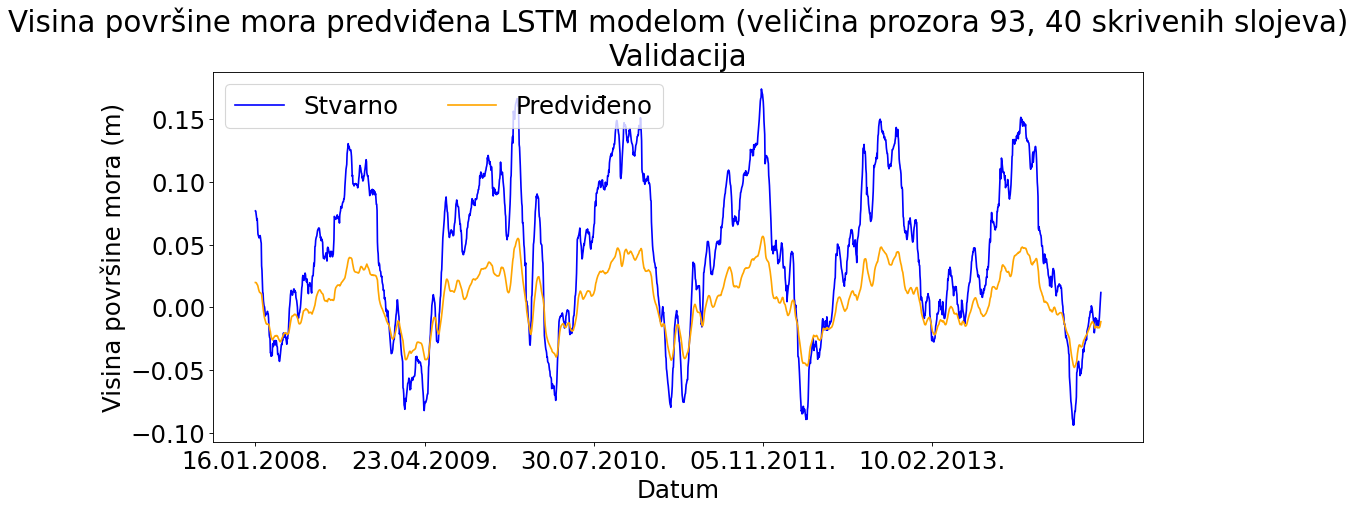 Visina površine mora predviđena LSTM modelom (veličina prozora 93, 40 skrivenih slojeva)
Validacija
Stvarno
Predviđeno
Visina površine mora (m)
0.15
0.10
0.05
0.00
−0.05
−0.10
16.01.2008.
23.04.2009.
30.07.2010.
05.11.2011.
10.02.2013.
Datum